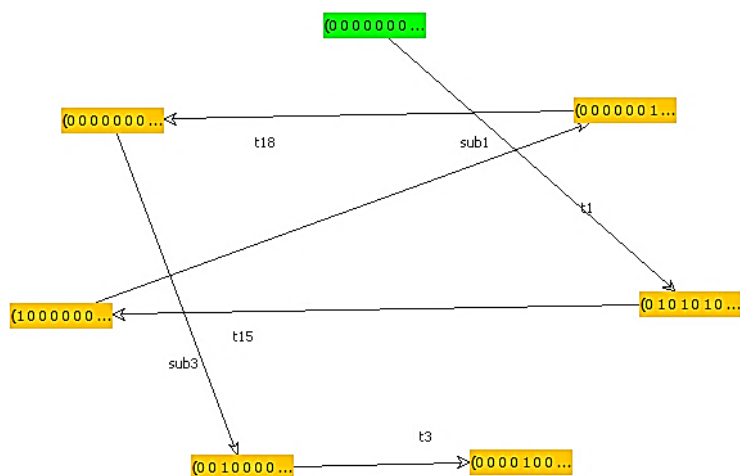 (0 0 0 0 0 0 0 ...
(0 0 0 0 0 0 1 ...
(0 0 0 0 0 0 0 ...
t18
sub1
t1
(0 1 0 1 0 1 0 ...
(1 0 0 0 0 0 0 ...
t15
sub3
t3
(0 0 1 0 0 0 0 ...
(0 0 0 0 1 0 0 ...